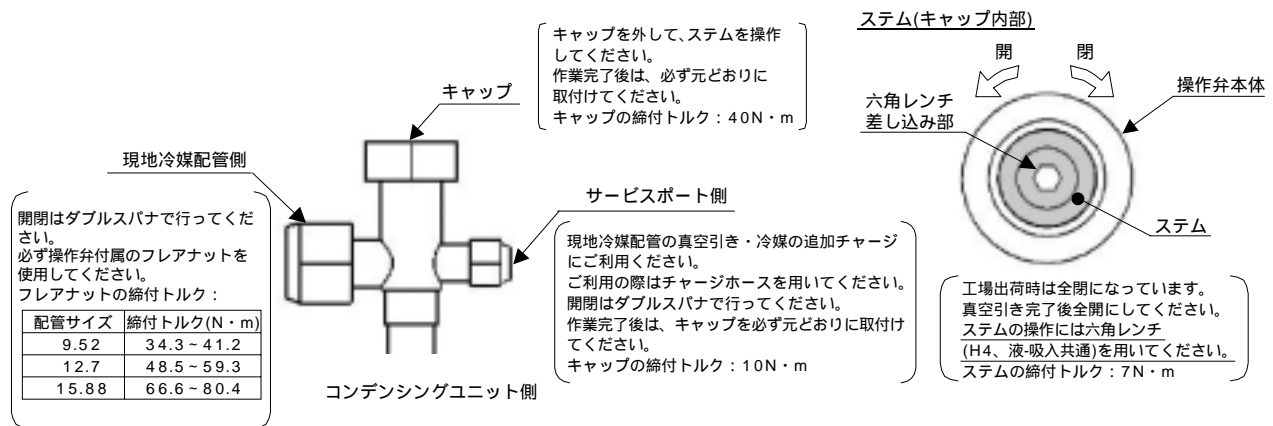 キャップを外して、ステムを操作
してください。
作業完了後は、必ず元どおりに
取付けてください。
キャップの締付トルク：40N・m
キャップ
現地冷媒配管側
開閉はダブルスパナで行ってくだ
さい。
必ず操作弁付属のフレアナットを
使用してください。
フレアナットの締付トルク：
配管サイズ 締付トルク(N・m)
9.52 34.3~41.2
12.7 48.5~59.3
15.88 66.6~80.4
サービスポート側
現地冷媒配管の真空引き・冷媒の追加チャージ
にご利用ください。
ご利用の際はチャージホースを用いてください。
開閉はダブルスパナで行ってください。
作業完了後は、キャップを必ず元どおりに取付け
てください。
キャップの締付トルク：10N・m
コンデンシングユニット側
ステム(キャップ内部)
開 閉
操作弁本体
六角レンチ
差し込み部
ステム
工場出荷時は全閉になっています。
真空引き完了後全開にしてください。
ステムの操作には六角レンチ
(H4、液-吸入共通)を用いてください。
ステムの締付トルク：7N・m